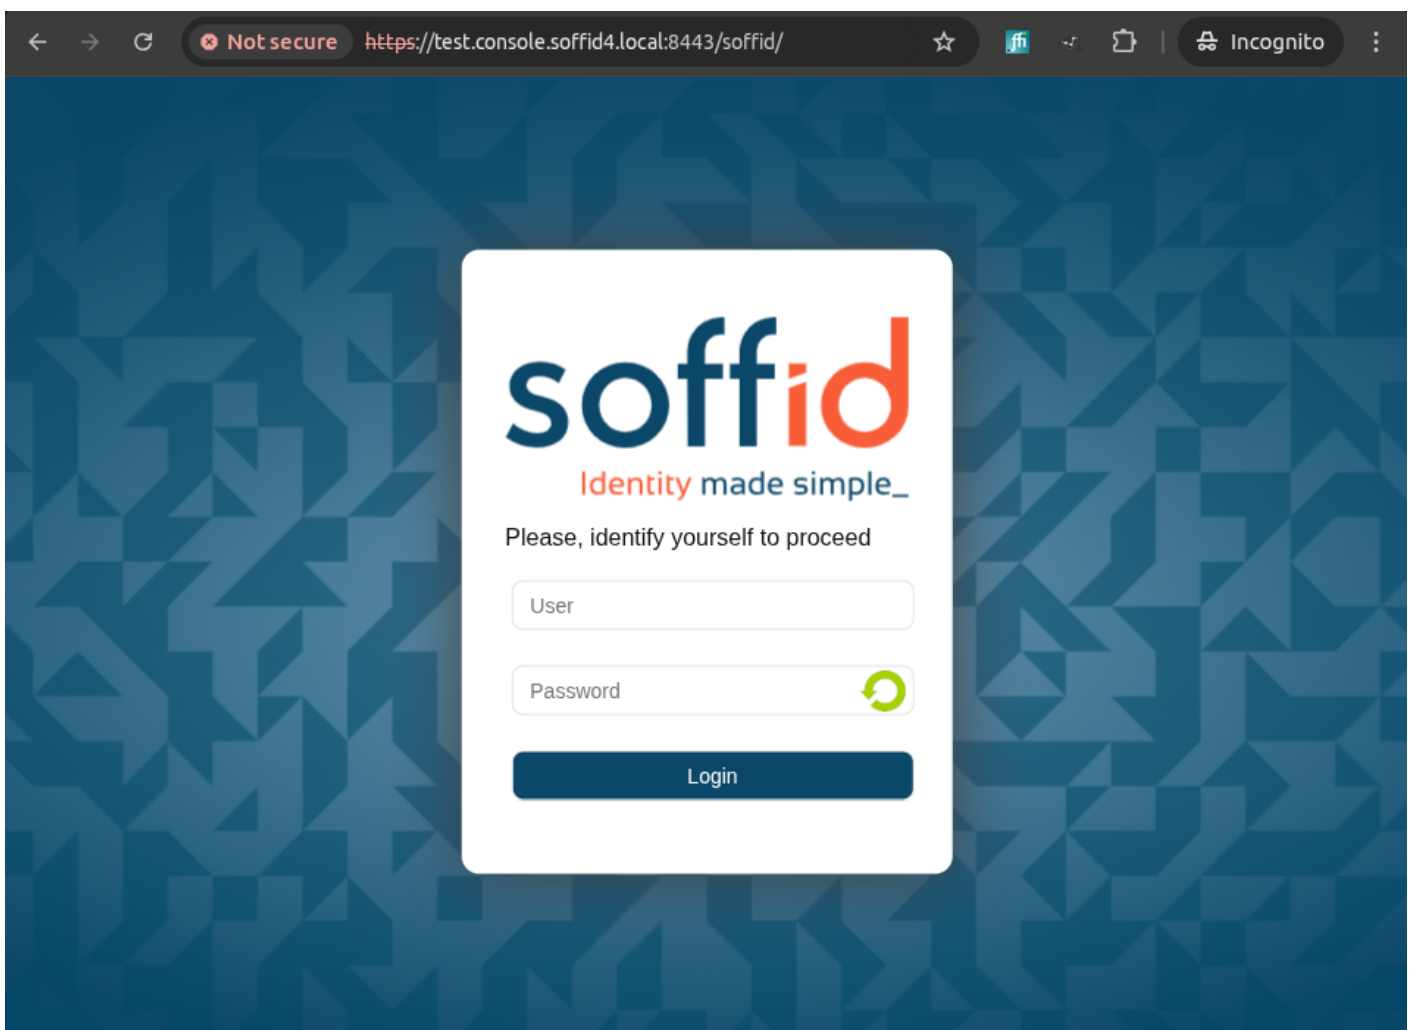 Not secure https://test.console.soffid4.local:8443/soffid/ Incognito
soffid
Identity made simple_
Please, identify yourself to proceed
User
Password
Login